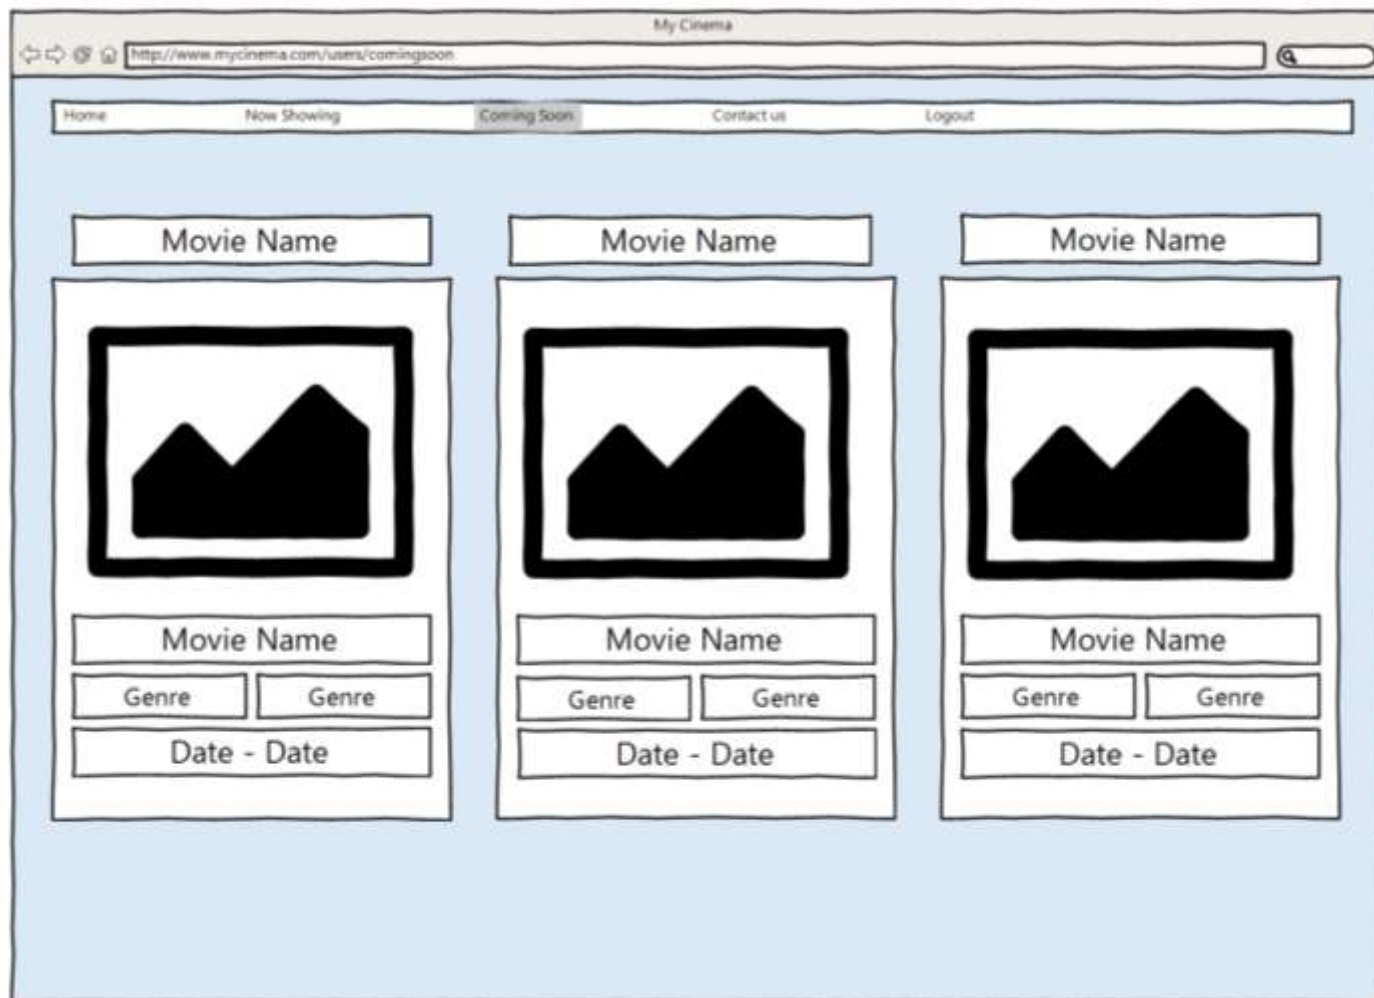 My Cinema
http://www.mycinema.com/users/comingsoon
Home Now Showing Coming Soon Contact us Logout
Movie Name Movie Name Movie Name
Movie Name Movie Name Movie Name
Genre Genre Genre Genre Genre Genre
Date - Date Date - Date Date - Date